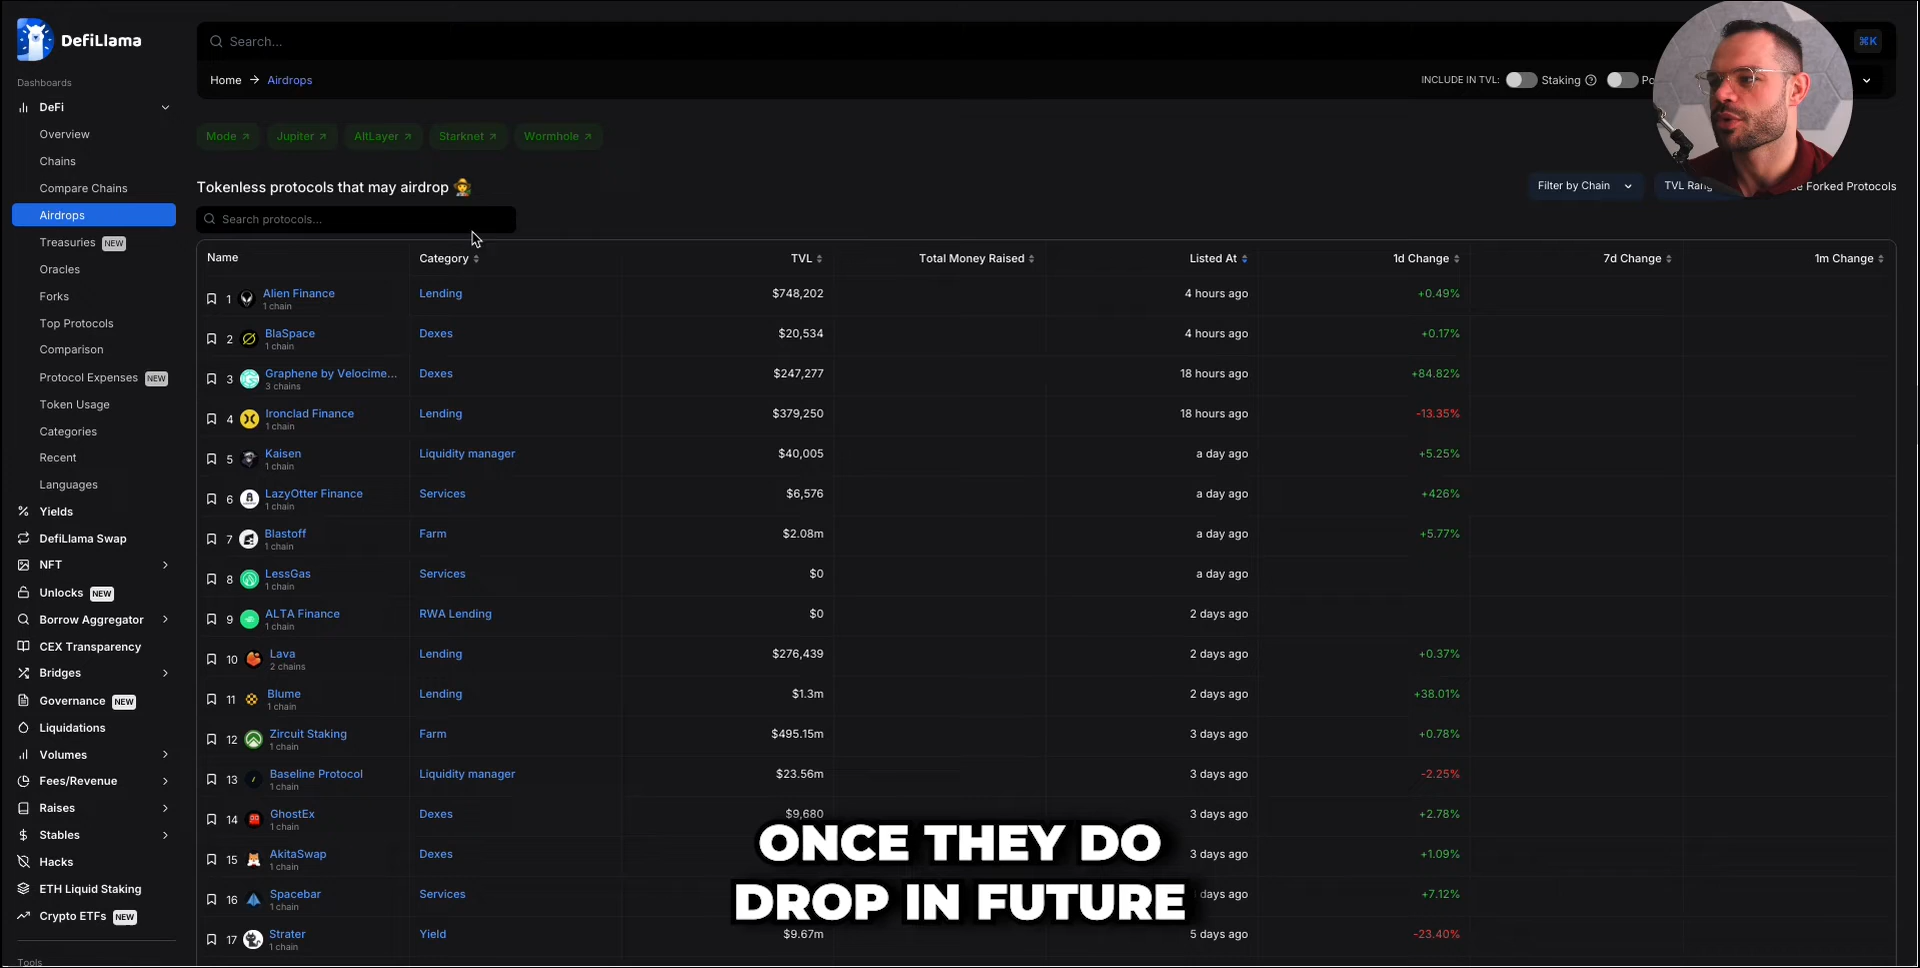 DefiLlama
Search...
⌘K
Home → Airdrops
INCLUDE IN TVL: Staking
Dashboards
DeFi
Overview
Chains
Compare Chains
Airdrops
Treasuries NEW
Oracles
Forks
Top Protocols
Comparison
Protocol Expenses NEW
Token Usage
Categories
Recent
Languages
Yields
DefiLlama Swap
NFT
Unlocks NEW
Borrow Aggregator
CEX Transparency
Bridges
Governance NEW
Liquidations
Volumes
Fees/Revenue
Raises
Stables
Hacks
ETH Liquid Staking
Crypto ETFs NEW
Tools
Mode ↗ Jupiter ↗ AltLayer ↗ Starknet ↗ Wormhole ↗
Tokenless protocols that may airdrop
Filter by Chain TVL Forked Protocols
Search protocols...
Name Category TVL Total Money Raised Listed At 1d Change 7d Change 1m Change
1 Alien Finance Lending $748,202 4 hours ago +0.49%
1 chain
2 BlaSpace Dexes $20,534 4 hours ago +0.17%
1 chain
3 Graphene by Velocime... Dexes $247,277 18 hours ago +84.82%
3 chains
4 Ironclad Finance Lending $379,250 18 hours ago -13.35%
1 chain
5 Kaisen Liquidity manager $40,005 a day ago +5.25%
1 chain
6 LazyOtter Finance Services $6,576 a day ago +426%
1 chain
7 Blastoff Farm $2.08m a day ago +5.77%
1 chain
8 LessGas Services $0 a day ago
1 chain
9 ALTA Finance RWA Lending $0 2 days ago
1 chain
10 Lava Lending $276,439 2 days ago +0.37%
2 chains
11 Blume Lending $1.3m 2 days ago +38.01%
1 chain
12 Zircuit Staking Farm $495.15m 3 days ago +0.78%
1 chain
13 Baseline Protocol Liquidity manager $23.56m 3 days ago -2.25%
1 chain
14 GhostEx Dexes $9,680 3 days ago +2.78%
1 chain
15 AkitaSwap Dexes 3 days ago +1.09%
1 chain
16 Spacebar Services days ago +7.12%
1 chain
17 Strater Yield $9.67m 5 days ago -23.40%
1 chain
ONCE THEY DO
DROP IN FUTURE